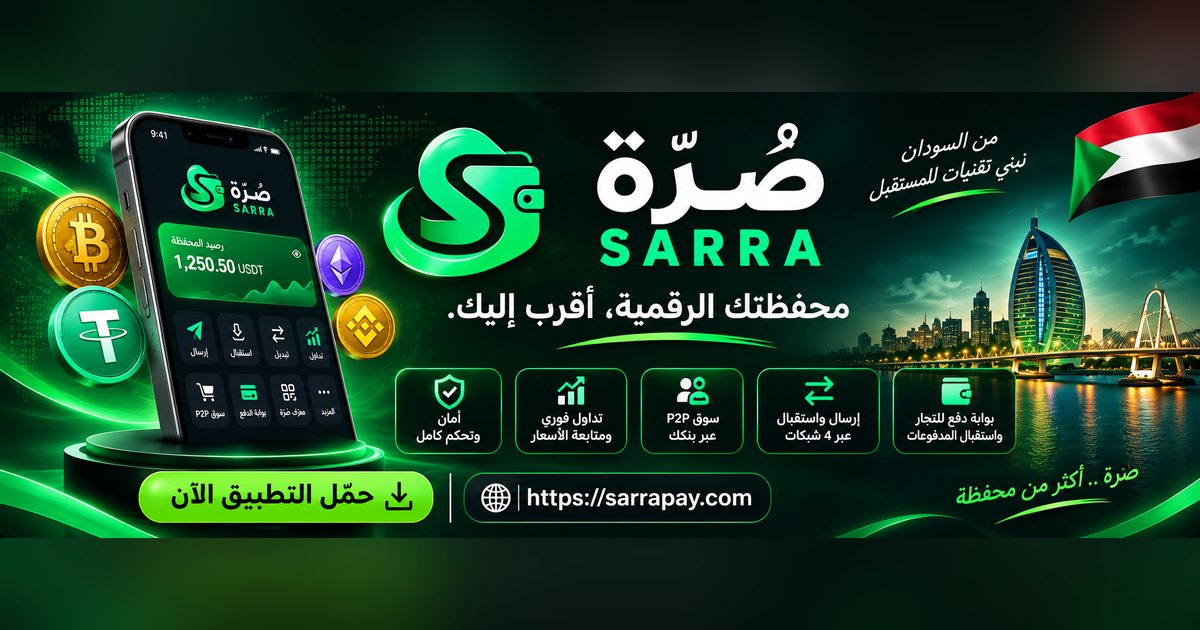 9:41
صُرّة
SARRA
رصيد المحفظة
1,250.50 USDT
إرسال
استقبال
تبديل
تداول
سوق P2P
بوابة الدفع
معرف صُرّة
المزيد
صُرّة
SARRA
محفظتك الرقمية، أقرب إليك.
من السودان
نبني تقنيات للمستقبل
أمان
وتحكم كامل
تداول فوري
ومتابعة الأسعار
سوق P2P
عبر بنكك
إرسال واستقبال
عبر 4 شبكات
بوابة دفع للتجار
واستقبال المدفوعات
حمّل التطبيق الآن
https://sarrapay.com
صُرة .. أكثر من محفظة